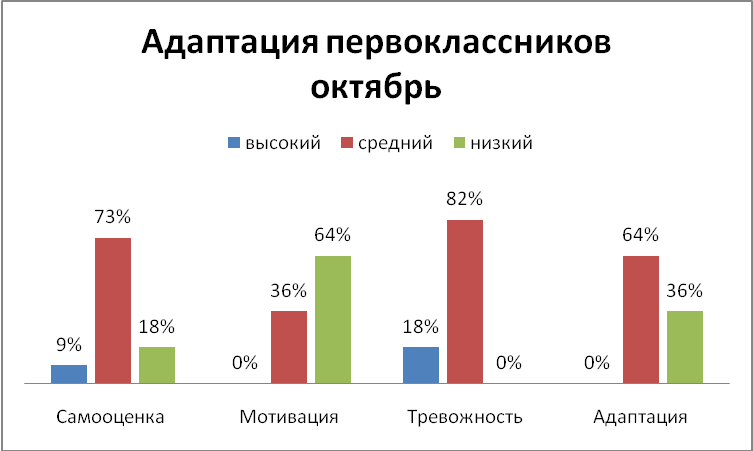 Адаптация первоклассников
октябрь
высокий средний низкий
9% 73% 18% 0% 36% 64% 18% 82% 0% 0% 64% 36%
Самооценка Мотивация Тревожность Адаптация